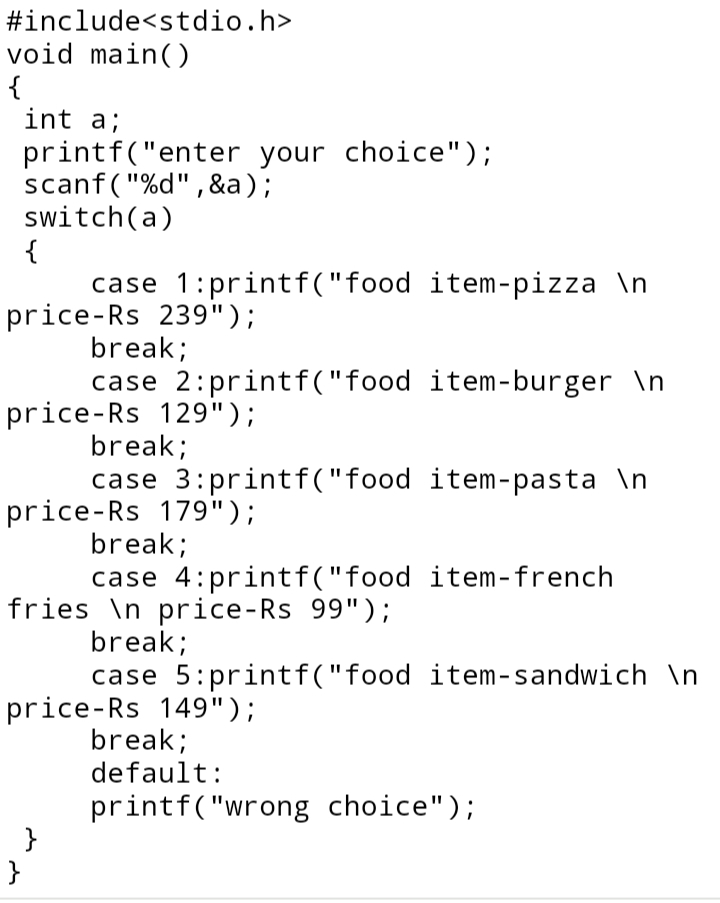 #include<stdio.h>
void main()
{
 int a;
 printf("enter your choice");
 scanf("%d",&a);
 switch(a)
 {
     case 1:printf("food item-pizza \n
price-Rs 239");
     break;
     case 2:printf("food item-burger \n
price-Rs 129");
     break;
     case 3:printf("food item-pasta \n
price-Rs 179");
     break;
     case 4:printf("food item-french
fries \n price-Rs 99");
     break;
     case 5:printf("food item-sandwich \n
price-Rs 149");
     break;
     default:
     printf("wrong choice");
 }
}